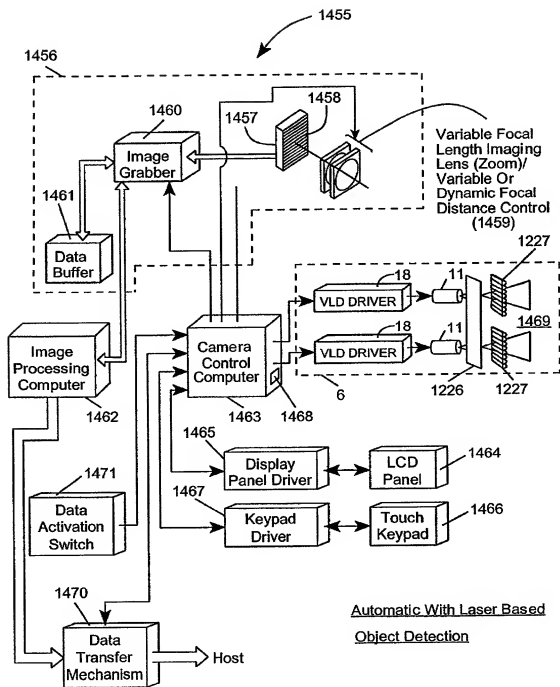 1455
1456
1460
1457
1458
Image
Grabber
Variable Focal
Length Imaging
Lens (Zoom)/
Variable Or
Dynamic Focal
Distance Control
(1459)
1461
Data
Buffer
18
11
1227
VLD DRIVER
1469
18
11
VLD DRIVER
Image
Processing
Computer
1462
Camera
Control
Computer
1463
1468
6
1226
1227
1465
Display
Panel Driver
LCD
Panel
1464
1471
Data
Activation
Switch
1467
Keypad
Driver
Touch
Keypad
1466
1470
Data
Transfer
Mechanism
Host
Automatic With Laser Based
Object Detection